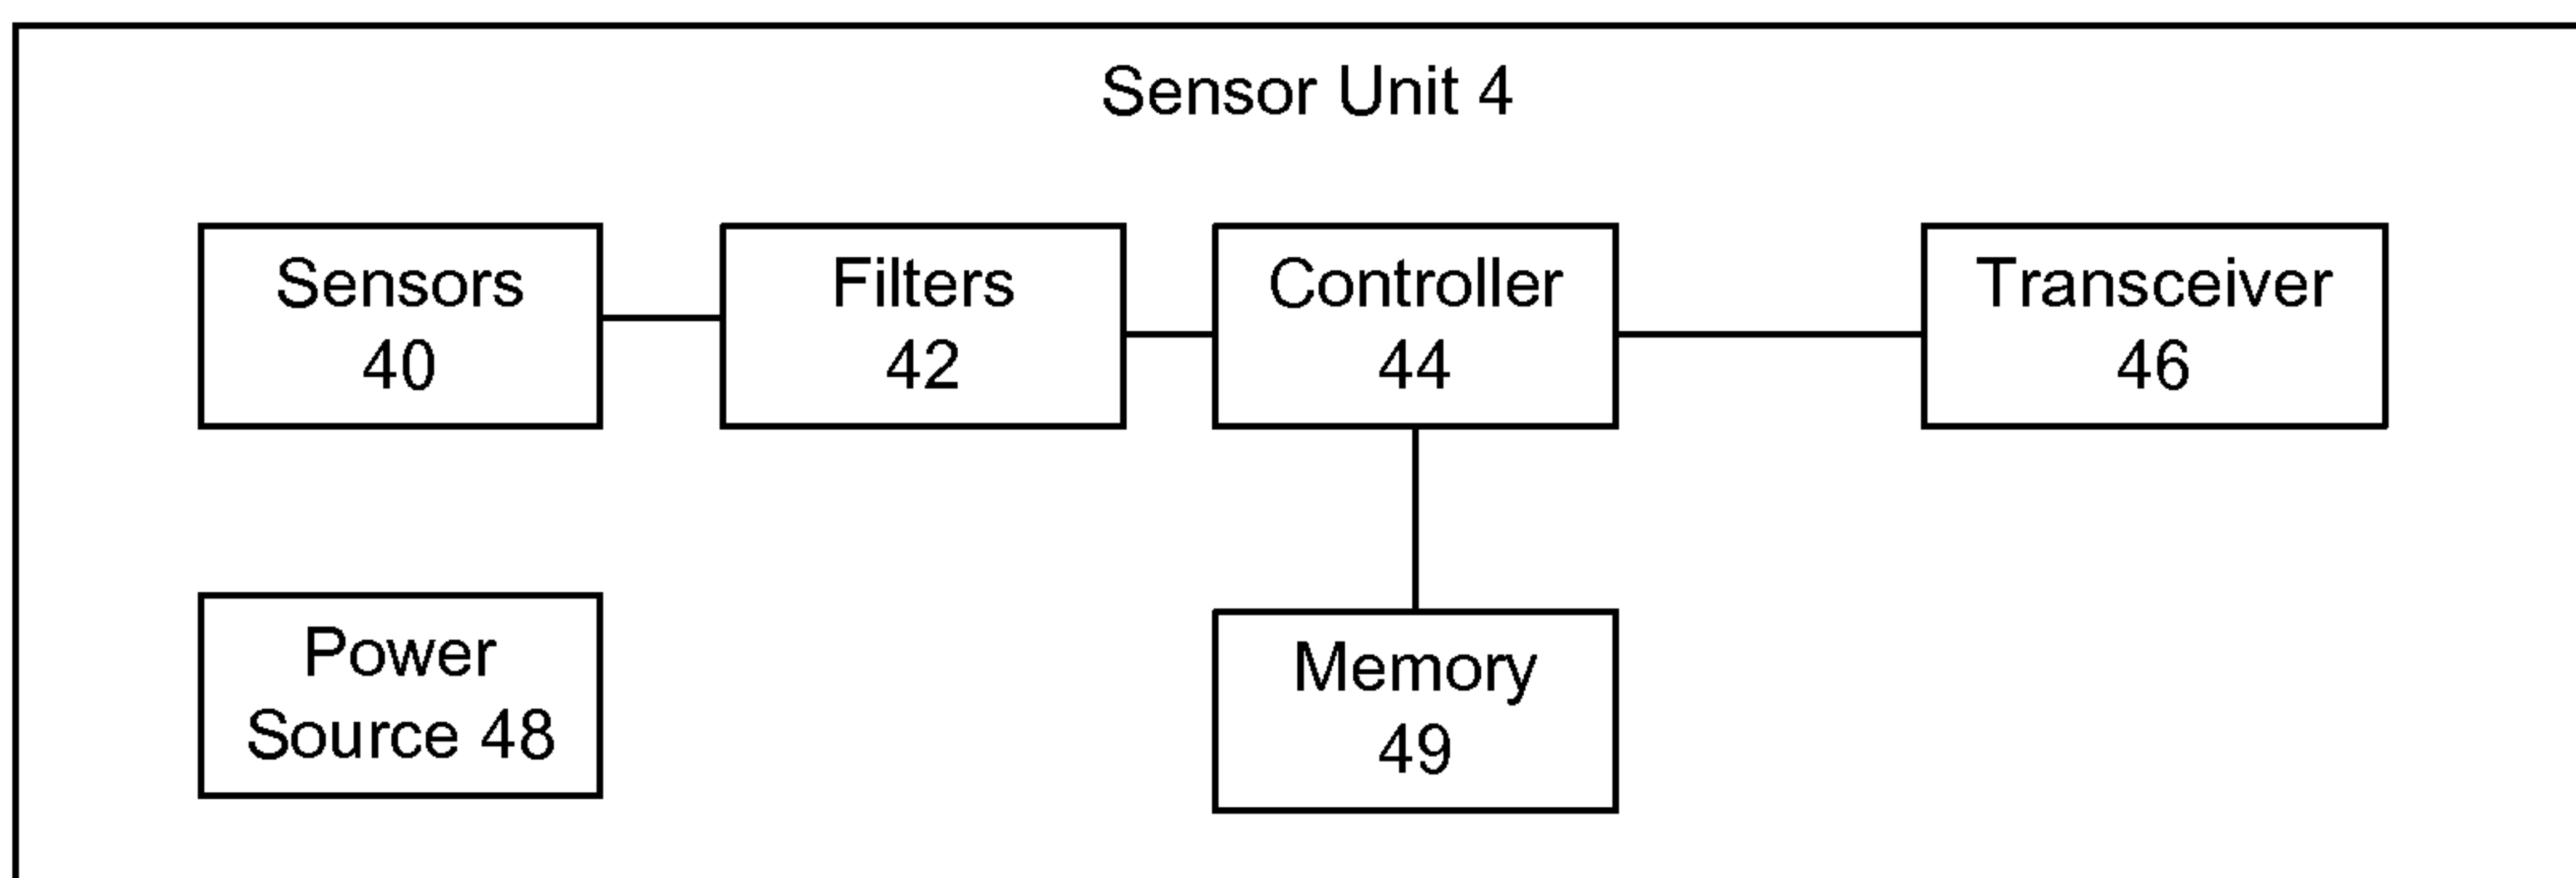 Sensor Unit 4
Sensors
40
Filters
42
Controller
44
Transceiver
46
Power
Source 48
Memory
49